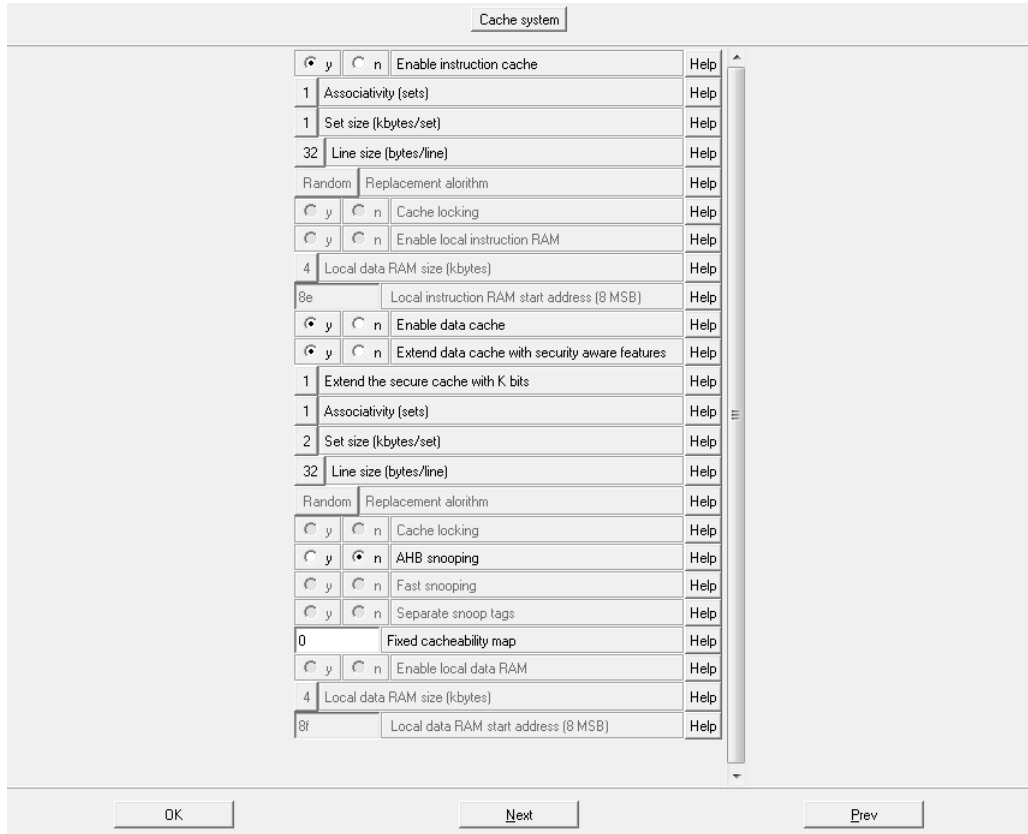 Cache system
y n Enable instruction cache Help
1 Associativity (sets) Help
1 Set size (kbytes/set) Help
32 Line size (bytes/line) Help
Random Replacement alorithm Help
y n Cache locking Help
y n Enable local instruction RAM Help
4 Local data RAM size (kbytes) Help
8e Local instruction RAM start address (8 MSB) Help
y n Enable data cache Help
y n Extend data cache with security aware features Help
1 Extend the secure cache with K bits Help
1 Associativity (sets) Help
2 Set size (kbytes/set) Help
32 Line size (bytes/line) Help
Random Replacement alorithm Help
y n Cache locking Help
y n AHB snooping Help
y n Fast snooping Help
y n Separate snoop tags Help
0 Fixed cacheability map Help
y n Enable local data RAM Help
4 Local data RAM size (kbytes) Help
8f Local data RAM start address (8 MSB) Help
OK Next Prev